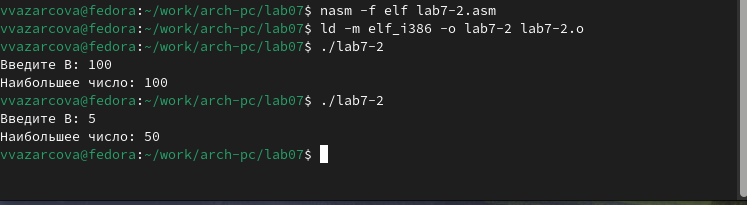 vvazarcova@fedora:~/work/arch-pc/lab07$ nasm -f elf lab7-2.asm
vvazarcova@fedora:~/work/arch-pc/lab07$ ld -m elf_i386 -o lab7-2 lab7-2.o
vvazarcova@fedora:~/work/arch-pc/lab07$ ./lab7-2
Введите В: 100
Наибольшее число: 100
vvazarcova@fedora:~/work/arch-pc/lab07$ ./lab7-2
Введите В: 5
Наибольшее число: 50
vvazarcova@fedora:~/work/arch-pc/lab07$